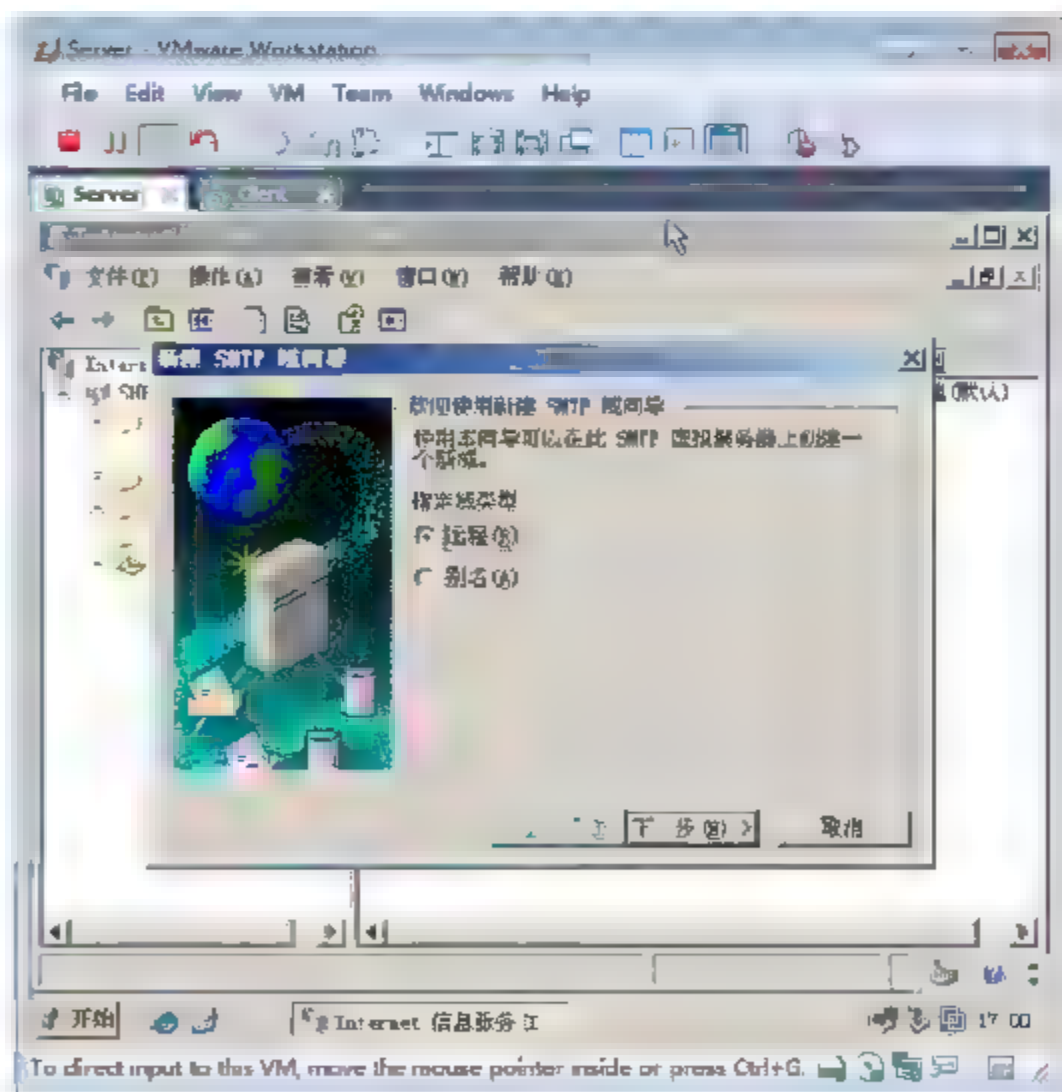 Server - VMware Workstation
File Edit View VM Team Windows Help
Server Client
文件(F) 操作(A) 查看(V) 窗口(W) 帮助(H)
新建 SMTP 域向导
(默认)
欢迎使用新建 SMTP 域向导
使用本向导可以在此 SMTP 虚拟服务器上创建一
个新域。
指定域类型
远程(R)
别名(A)
下 步(N) >
取消
开始
Internet 信息服务
17 00
To direct input to this VM, move the mouse pointer inside or press Ctrl+G.